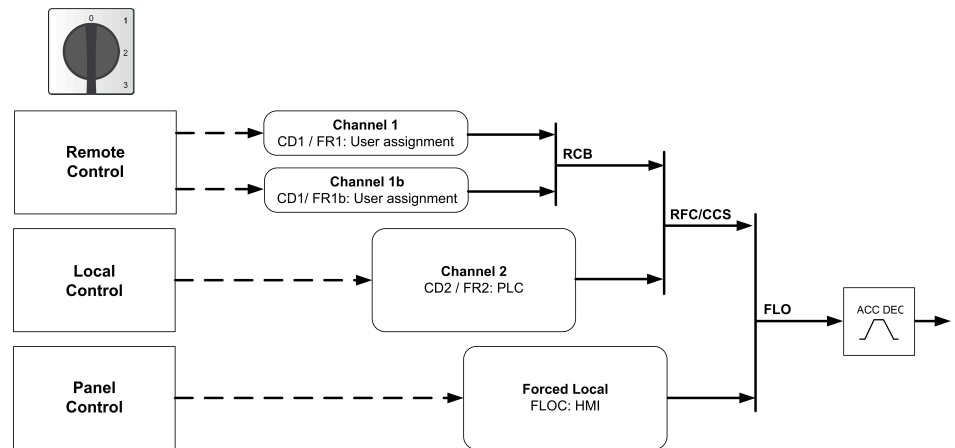 0
1
2
3
Remote
Control
Channel 1
CD1 / FR1: User assignment
Channel 1b
CD1/ FR1b: User assignment
RCB
RFC/CCS
Local
Control
Channel 2
CD2 / FR2: PLC
FLO
ACC DEC
Panel
Control
Forced Local
FLOC: HMI